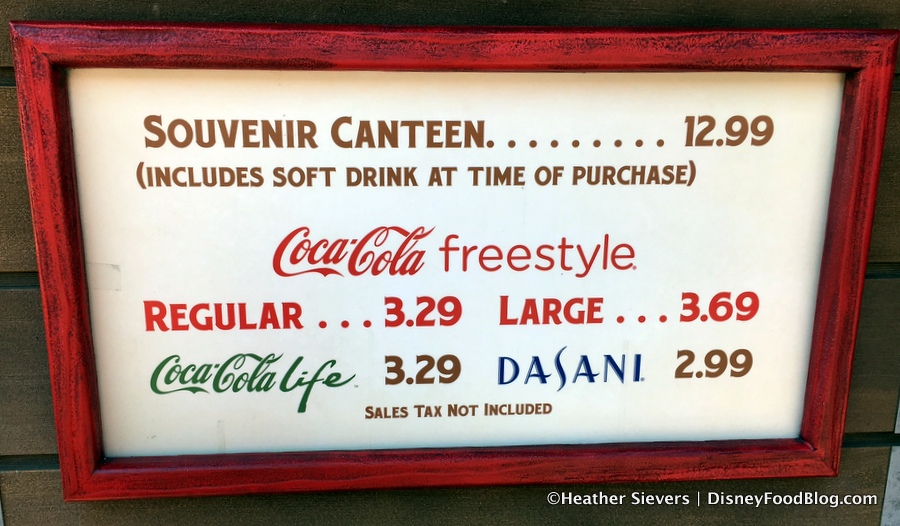 SOUVENIR CANTEEN. . . . . . . . . . 12.99
(INCLUDES SOFT DRINK AT TIME OF PURCHASE)
Coca-Cola freestyle
REGULAR . . . 3.29 LARGE . . . 3.69
Coca-Cola Life™ 3.29 DASANI® 2.99
SALES TAX NOT INCLUDED
©Heather Sievers | DisneyFoodBlog.com